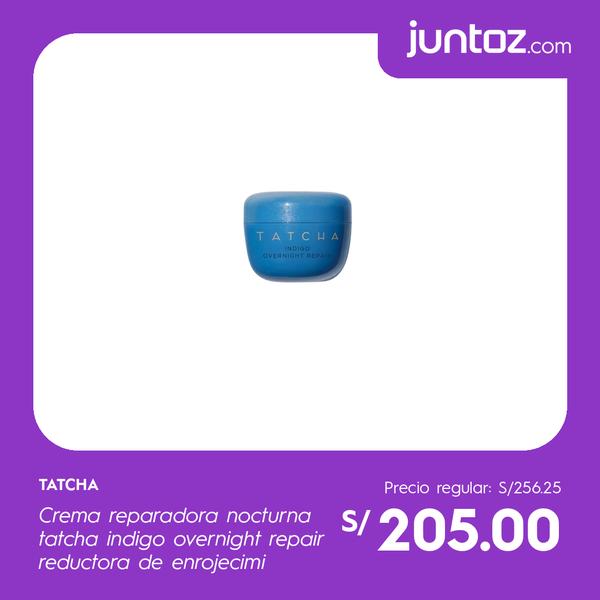 juntoz.com
TATCHA
INDIGO
OVERNIGHT REPAIR
TATCHA
Crema reparadora nocturna
tatcha indigo overnight repair
reductora de enrojecimi
Precio regular: S/256.25
S/ 205.00